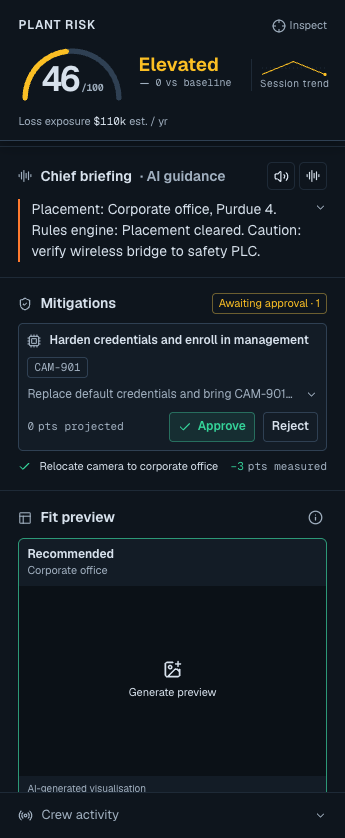 PLANT RISK
Inspect
46 /100
Elevated
— 0 vs baseline
Session trend
Loss exposure $110k est. / yr
Chief briefing · AI guidance
Placement: Corporate office, Purdue 4.
Rules engine: Placement cleared. Caution:
verify wireless bridge to safety PLC.
Mitigations
Awaiting approval · 1
Harden credentials and enroll in management
CAM-901
Replace default credentials and bring CAM-901...
0 pts projected
Approve
Reject
Relocate camera to corporate office
−3 pts measured
Fit preview
Recommended
Corporate office
Generate preview
AI-generated visualisation
Crew activity